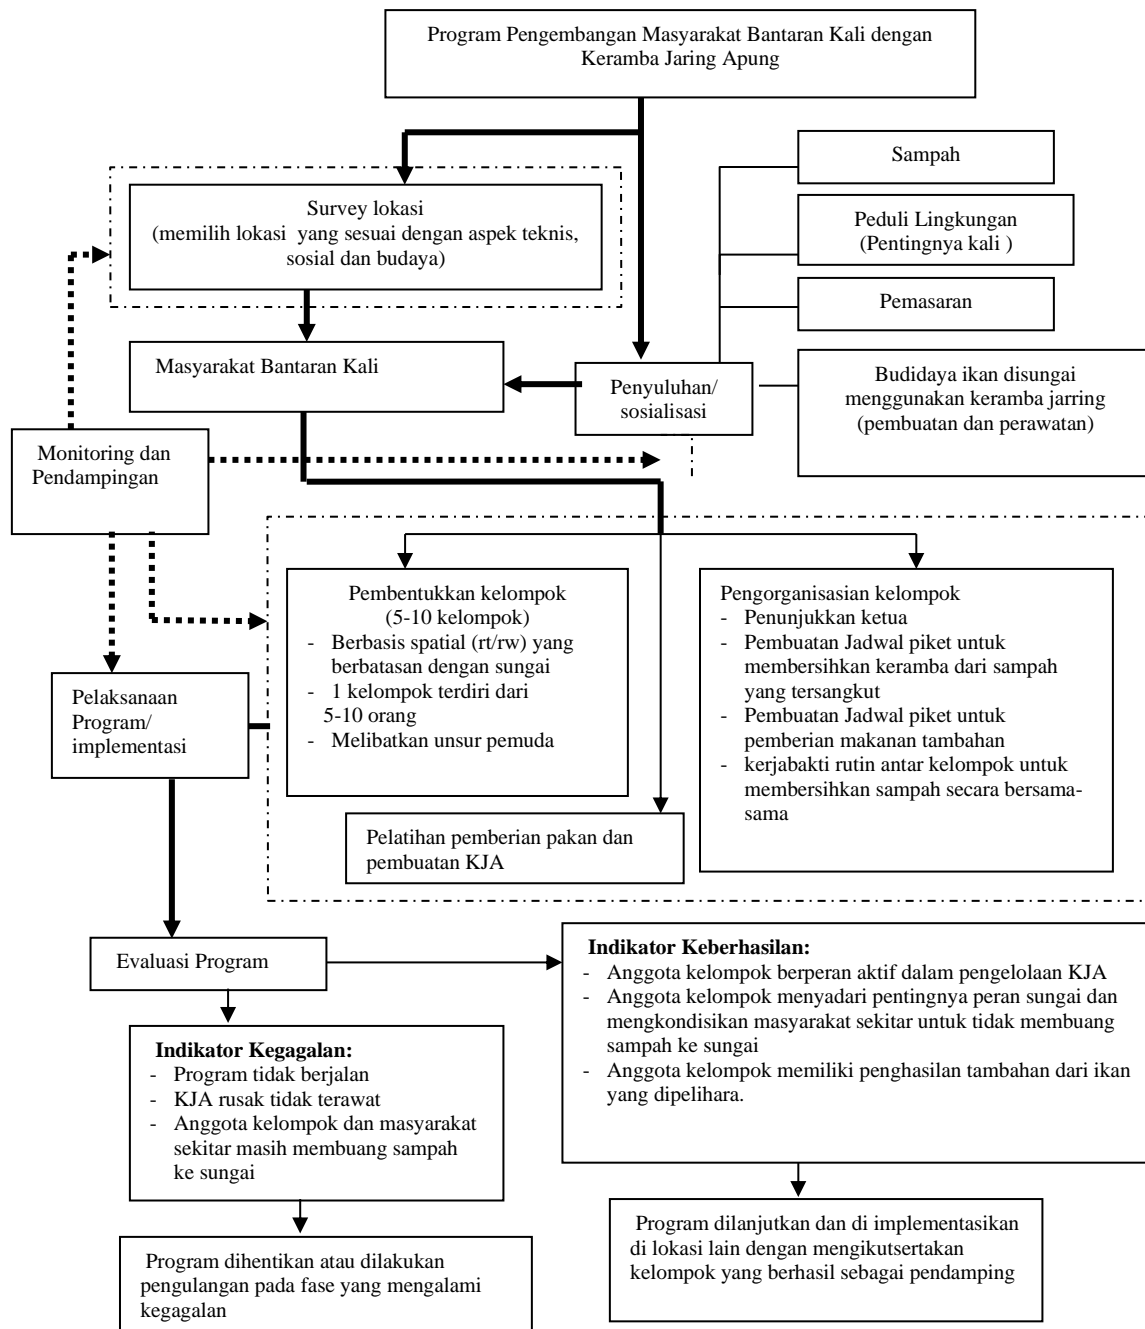 Program Pengembangan Masyarakat Bantaran Kali dengan
Keramba Jaring Apung
Sampah
Survey lokasi
(memilih lokasi yang sesuai dengan aspek teknis,
sosial dan budaya)
Peduli Lingkungan
(Pentingnya kali )
Pemasaran
Masyarakat Bantaran Kali
Penyuluhan/
sosialisasi
Budidaya ikan disungai
menggunakan keramba jarring
(pembuatan dan perawatan)
Monitoring dan
Pendampingan
Pembentukkan kelompok
(5-10 kelompok)
- Berbasis spatial (rt/rw) yang
berbatasan dengan sungai
- 1 kelompok terdiri dari
5-10 orang
- Melibatkan unsur pemuda
Pengorganisasian kelompok
- Penunjukkan ketua
- Pembuatan Jadwal piket untuk
membersihkan keramba dari sampah
yang tersangkut
- Pembuatan Jadwal piket untuk
pemberian makanan tambahan
- kerjabakti rutin antar kelompok untuk
membersihkan sampah secara bersama-
sama
Pelaksanaan
Program/
implementasi
Pelatihan pemberian pakan dan
pembuatan KJA
Evaluasi Program
Indikator Keberhasilan:
- Anggota kelompok berperan aktif dalam pengelolaan KJA
- Anggota kelompok menyadari pentingnya peran sungai dan
mengkondisikan masyarakat sekitar untuk tidak membuang
sampah ke sungai
- Anggota kelompok memiliki penghasilan tambahan dari ikan
yang dipelihara.
Indikator Kegagalan:
- Program tidak berjalan
- KJA rusak tidak terawat
- Anggota kelompok dan masyarakat
sekitar masih membuang sampah
ke sungai
Program dilanjutkan dan di implementasikan
di lokasi lain dengan mengikutsertakan
kelompok yang berhasil sebagai pendamping
Program dihentikan atau dilakukan
pengulangan pada fase yang mengalami
kegagalan